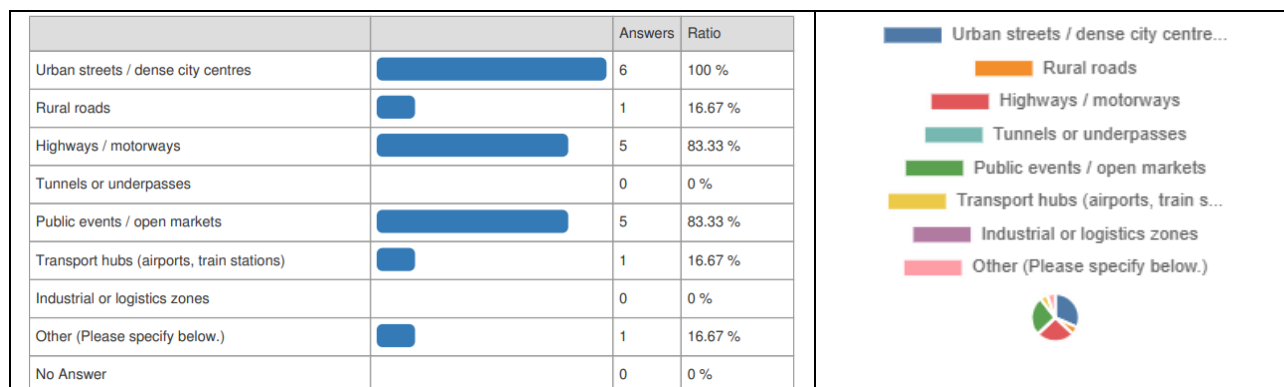 Answers Ratio
Urban streets / dense city centres 6 100 %
Rural roads 1 16.67 %
Highways / motorways 5 83.33 %
Tunnels or underpasses 0 0 %
Public events / open markets 5 83.33 %
Transport hubs (airports, train stations) 1 16.67 %
Industrial or logistics zones 0 0 %
Other (Please specify below.) 1 16.67 %
No Answer 0 0 %
Urban streets / dense city centre...
Rural roads
Highways / motorways
Tunnels or underpasses
Public events / open markets
Transport hubs (airports, train s...
Industrial or logistics zones
Other (Please specify below.)